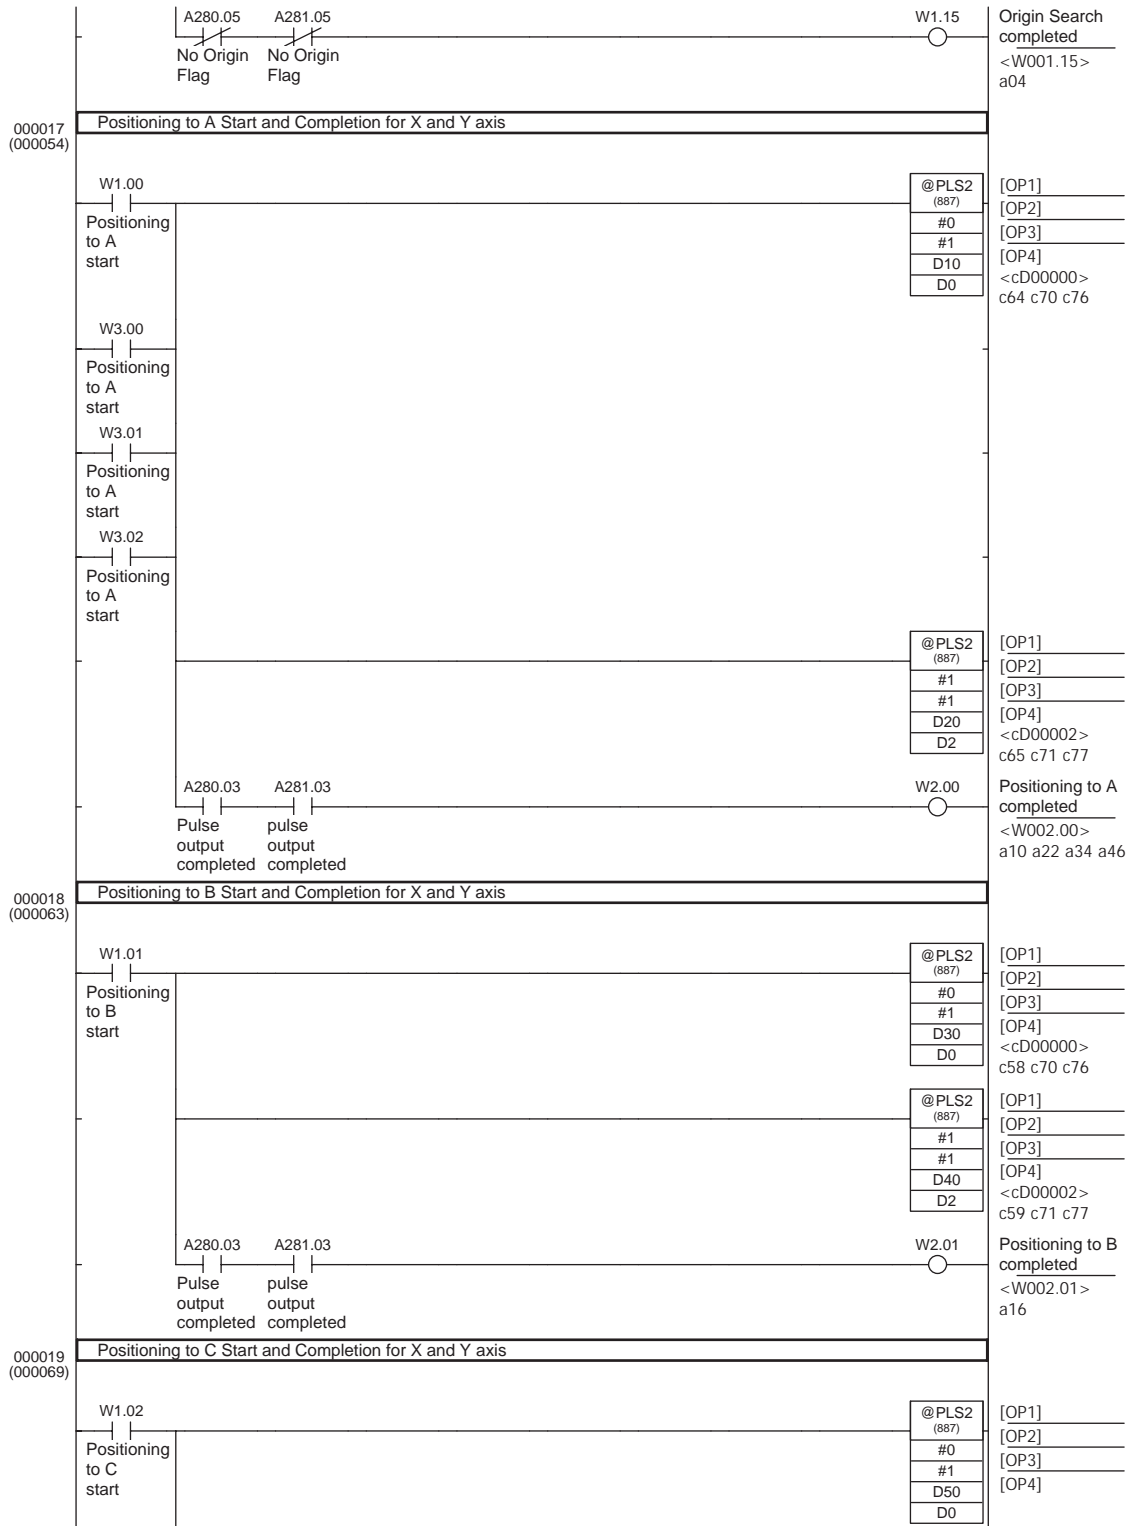 A280.05 A281.05 W1.15 Origin Search
completed
No Origin No Origin <W001.15>
Flag Flag a04
000017 Positioning to A Start and Completion for X and Y axis
(000054)
W1.00 @PLS2 [OP1]
(887) [OP2]
Positioning #0 [OP3]
to A #1 [OP4]
start D10 <cD00000>
D0 c64 c70 c76
W3.00
Positioning
to A
start
W3.01
Positioning
to A
start
W3.02
Positioning
to A
start
@PLS2 [OP1]
(887) [OP2]
#1 [OP3]
#1 [OP4]
D20 <cD00002>
D2 c65 c71 c77
A280.03 A281.03 W2.00 Positioning to A
completed
Pulse pulse <W002.00>
output output a10 a22 a34 a46
completed completed
000018 Positioning to B Start and Completion for X and Y axis
(000063)
W1.01 @PLS2 [OP1]
(887) [OP2]
Positioning #0 [OP3]
to B #1 [OP4]
start D30 <cD00000>
D0 c58 c70 c76
@PLS2 [OP1]
(887) [OP2]
#1 [OP3]
#1 [OP4]
D40 <cD00002>
D2 c59 c71 c77
A280.03 A281.03 W2.01 Positioning to B
completed
Pulse pulse <W002.01>
output output a16
completed completed
000019 Positioning to C Start and Completion for X and Y axis
(000069)
W1.02 @PLS2 [OP1]
(887) [OP2]
Positioning #0 [OP3]
to C #1 [OP4]
start D50
D0